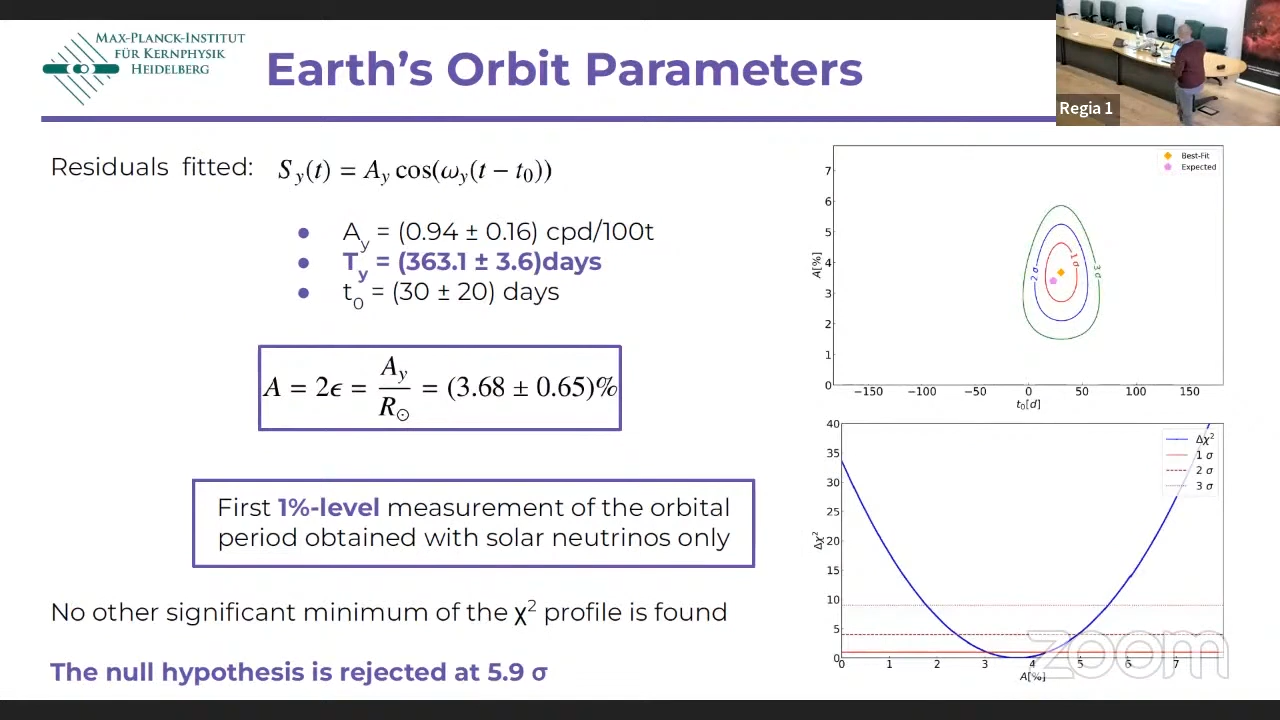 MAX-PLANCK-INSTITUT
FÜR KERNPHYSIK
HEIDELBERG
Earth's Orbit Parameters
Regia 1
Residuals fitted: S_y(t) = A_y cos(ω_y(t − t_0))
● A_y = (0.94 ± 0.16) cpd/100t
● T_y = (363.1 ± 3.6)days
● t_0 = (30 ± 20) days
A = 2ϵ = A_y / R_⊙ = (3.68 ± 0.65)%
First 1%-level measurement of the orbital
period obtained with solar neutrinos only
No other significant minimum of the χ² profile is found
The null hypothesis is rejected at 5.9 σ
Best-Fit
Expected
7
6
5
4
3
2
1
0
A[%]
1 σ
2 σ
3 σ
−150 −100 −50 0 50 100 150
t_0[d]
40
35
30
25
20
15
10
5
0
Δχ²
Δχ²
1 σ
2 σ
3 σ
0 1 2 3 4 5 6 7
A[%]
zoom